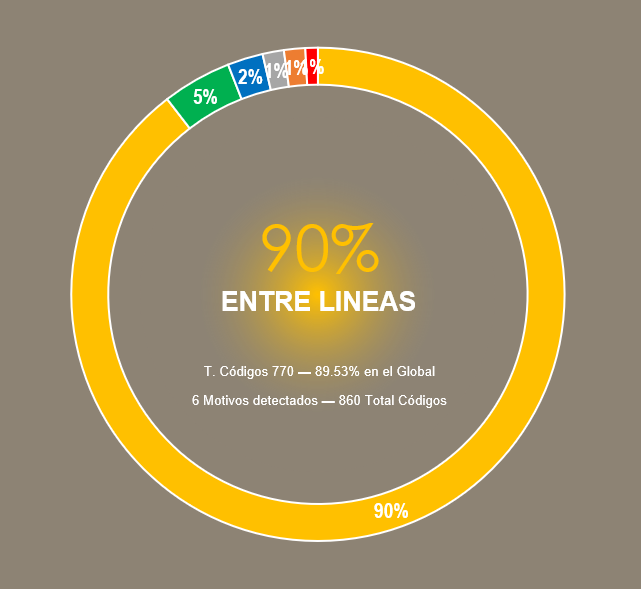 5%
2%
1%
1%
1%
90%
ENTRE LINEAS
T. Códigos 770 — 89.53% en el Global
6 Motivos detectados — 860 Total Códigos
90%